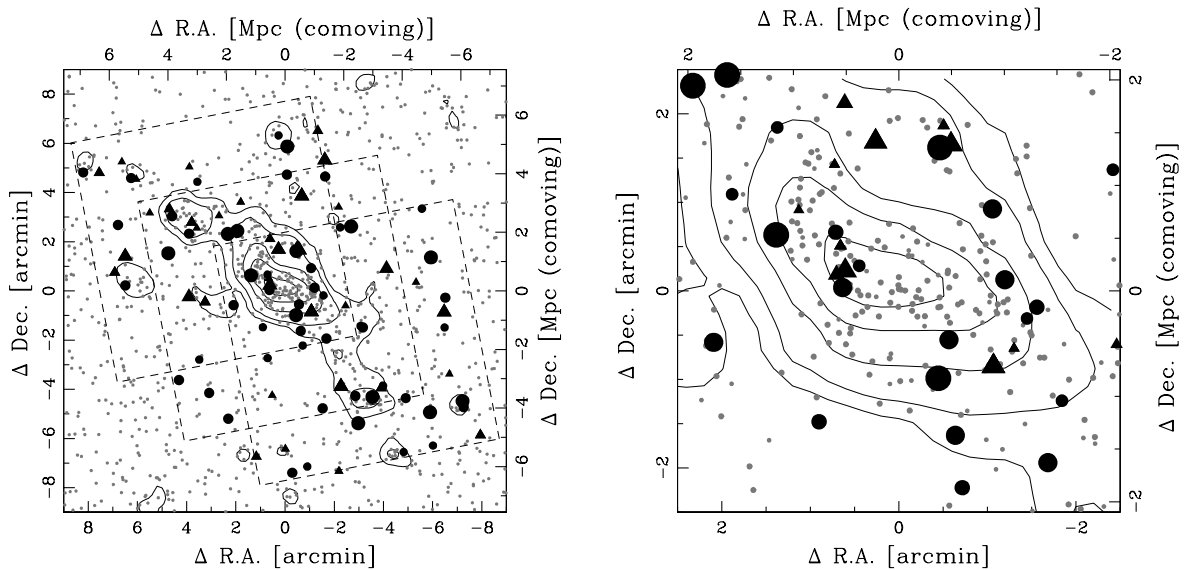 Δ R.A. [Mpc (comoving)]
6 4 2 0 −2 −4 −6
Δ Dec. [arcmin]
8 6 4 2 0 −2 −4 −6 −8
6 4 2 0 −2 −4 −6
Δ Dec. [Mpc (comoving)]
8 6 4 2 0 −2 −4 −6 −8
Δ R.A. [arcmin]
Δ R.A. [Mpc (comoving)]
2 0 −2
Δ Dec. [arcmin]
2 0 −2
2 0 −2
Δ Dec. [Mpc (comoving)]
2 0 −2
Δ R.A. [arcmin]